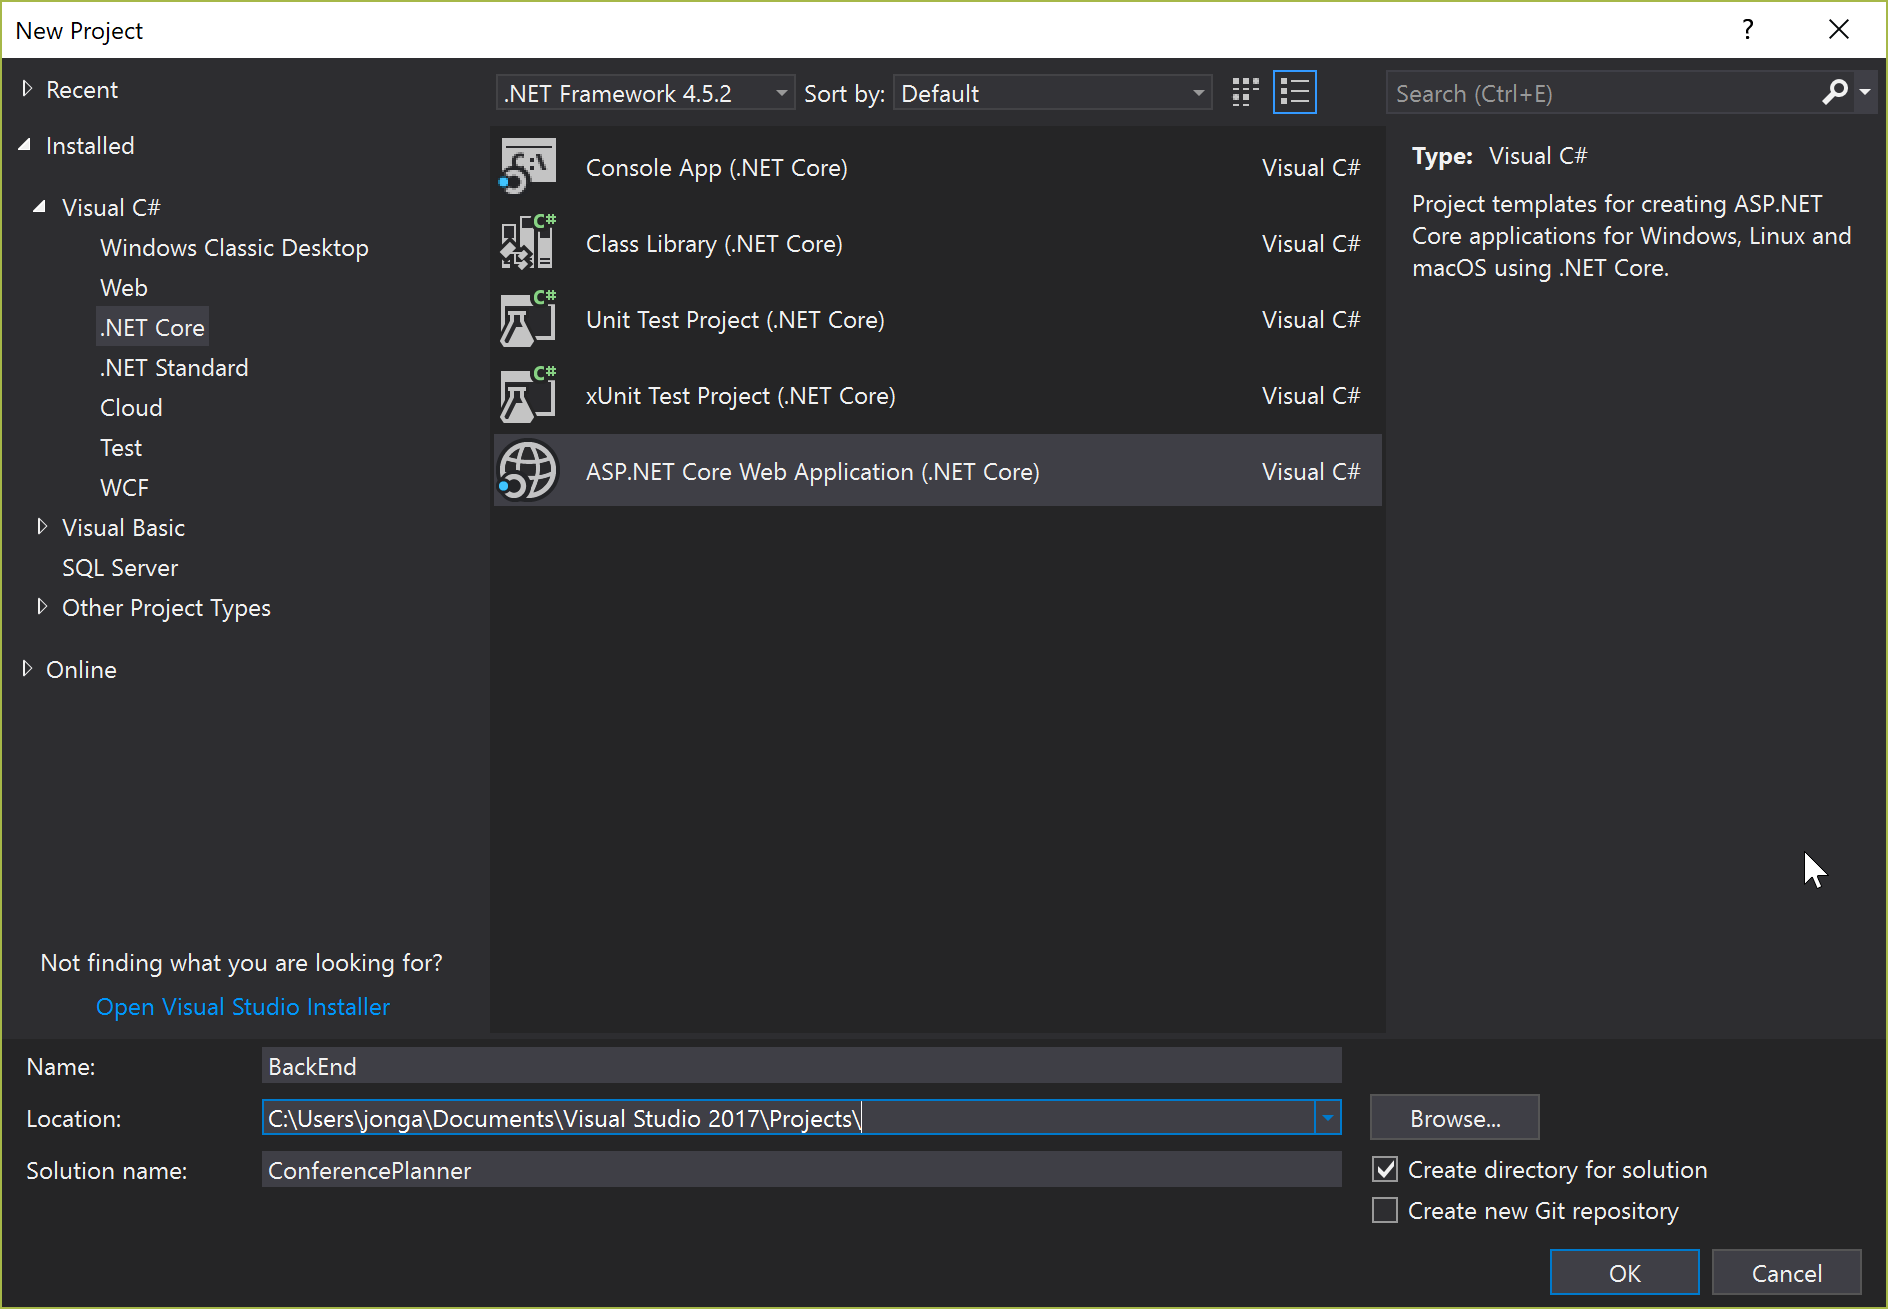 New Project
?
Recent
Installed
Visual C#
Windows Classic Desktop
Web
.NET Core
.NET Standard
Cloud
Test
WCF
Visual Basic
SQL Server
Other Project Types
Online
Not finding what you are looking for?
Open Visual Studio Installer
.NET Framework 4.5.2 Sort by: Default
C:\ Console App (.NET Core) Visual C#
C# Class Library (.NET Core) Visual C#
C# Unit Test Project (.NET Core) Visual C#
C# xUnit Test Project (.NET Core) Visual C#
ASP.NET Core Web Application (.NET Core) Visual C#
Search (Ctrl+E)
Type: Visual C#
Project templates for creating ASP.NET
Core applications for Windows, Linux and
macOS using .NET Core.
Name: BackEnd
Location: C:\Users\jonga\Documents\Visual Studio 2017\Projects\ Browse...
Solution name: ConferencePlanner
Create directory for solution
Create new Git repository
OK Cancel